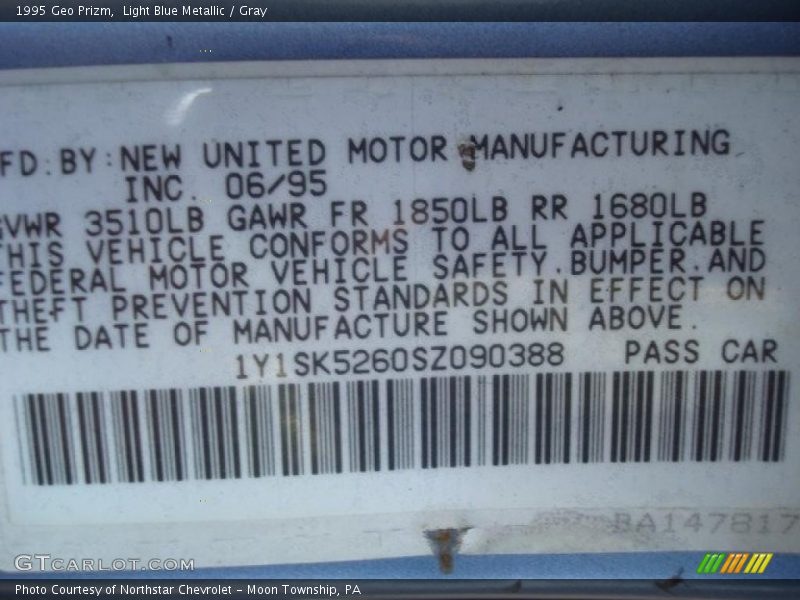 1995 Geo Prizm, Light Blue Metallic / Gray
FD.BY:NEW UNITED MOTOR MANUFACTURING
INC. 06/95
GVWR 3510LB GAWR FR 1850LB RR 1680LB
THIS VEHICLE CONFORMS TO ALL APPLICABLE
FEDERAL MOTOR VEHICLE SAFETY.BUMPER.AND
THEFT PREVENTION STANDARDS IN EFFECT ON
THE DATE OF MANUFACTURE SHOWN ABOVE.
1Y1SK5260SZ090388 PASS CAR
BA147817
GTCARLOT.COM
Photo Courtesy of Northstar Chevrolet - Moon Township, PA